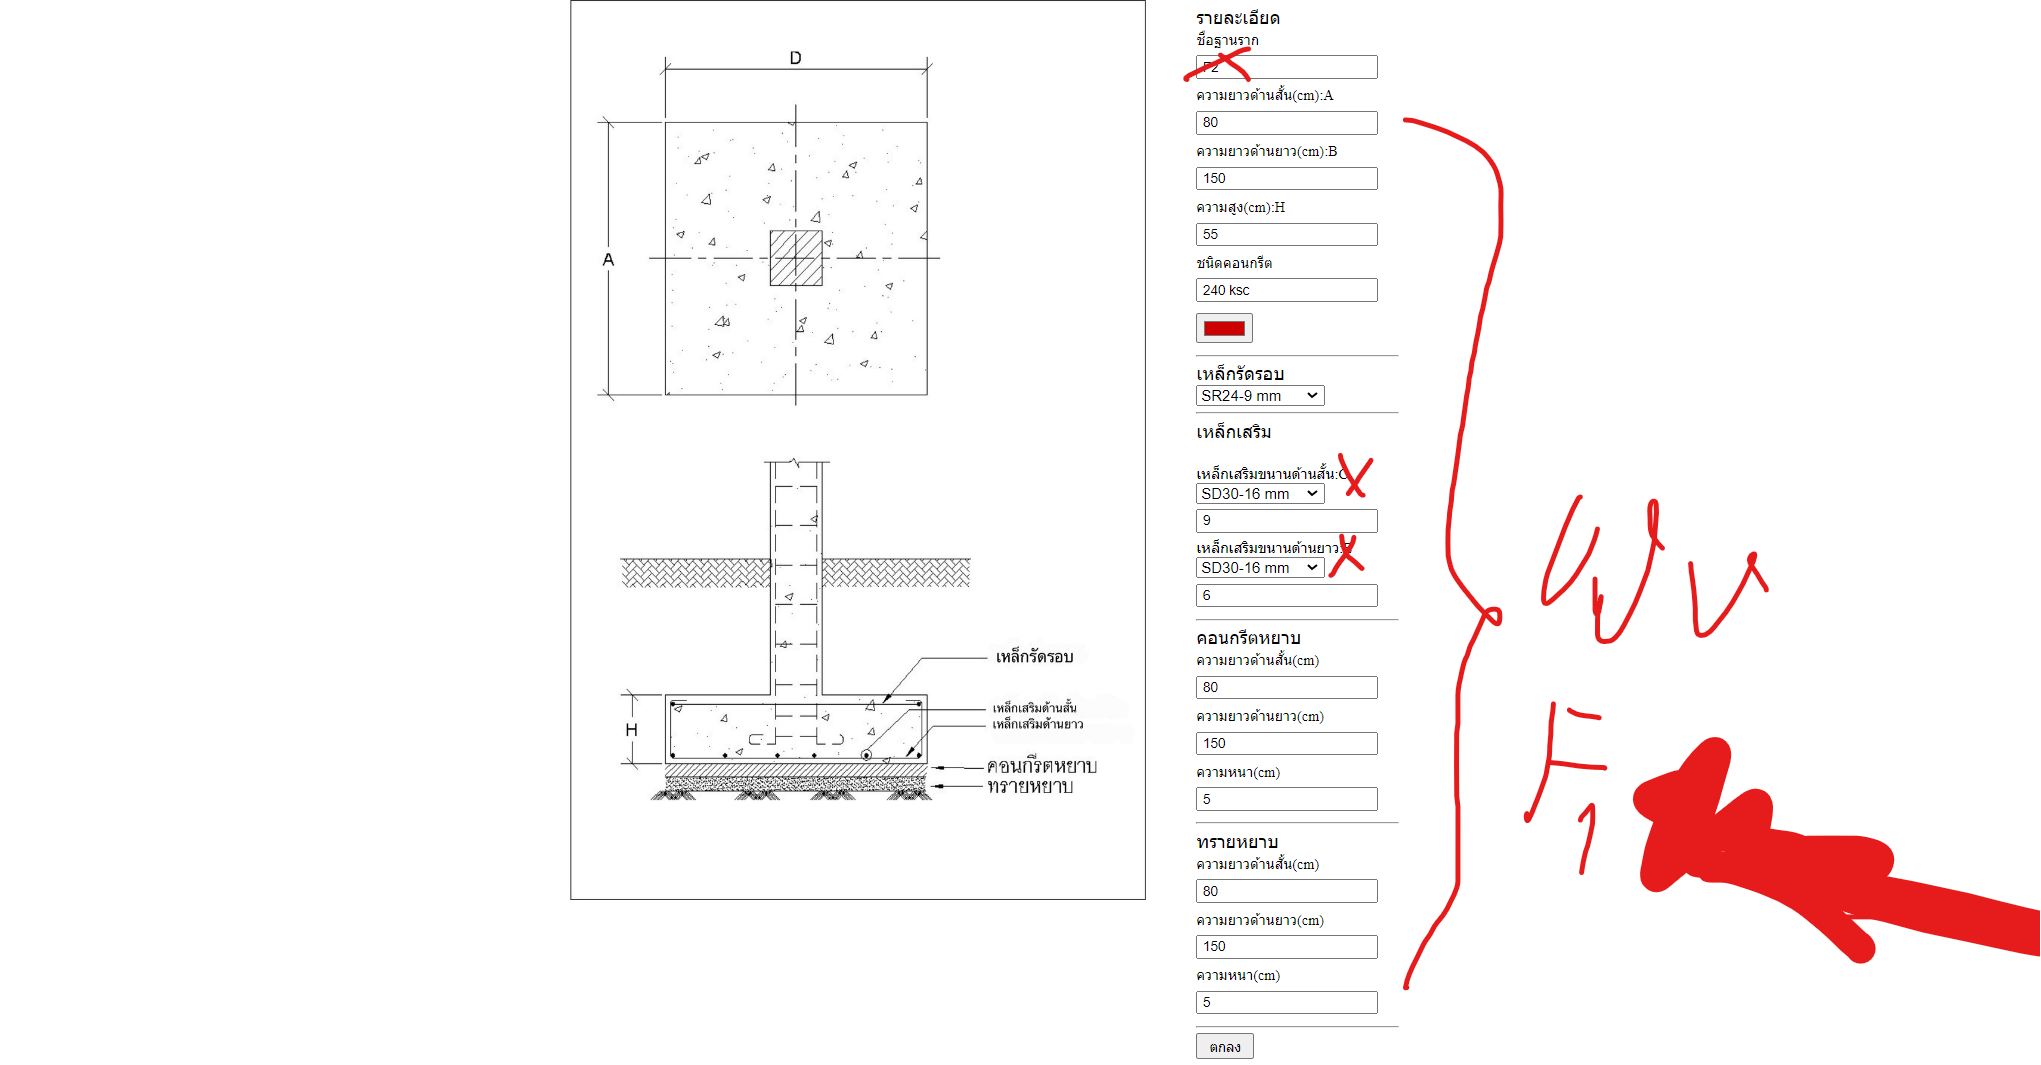 D
A
เหล็กรัดรอบ
เหล็กเสริมด้านสั้น
เหล็กเสริมด้านยาว
H
คอนกรีตหยาบ
ทรายหยาบ
รายละเอียด
ชื่อฐานราก
F2
ความยาวด้านสั้น(cm):A
80
ความยาวด้านยาว(cm):B
150
ความสูง(cm):H
55
ชนิดคอนกรีต
240 ksc
เหล็กรัดรอบ
SR24-9 mm
เหล็กเสริม
เหล็กเสริมขนานด้านสั้น:C
SD30-16 mm
9
เหล็กเสริมขนานด้านยาว:
SD30-16 mm
6
คอนกรีตหยาบ
ความยาวด้านสั้น(cm)
80
ความยาวด้านยาว(cm)
150
ความหนา(cm)
5
ทรายหยาบ
ความยาวด้านสั้น(cm)
80
ความยาวด้านยาว(cm)
150
ความหนา(cm)
5
ตกลง
F1